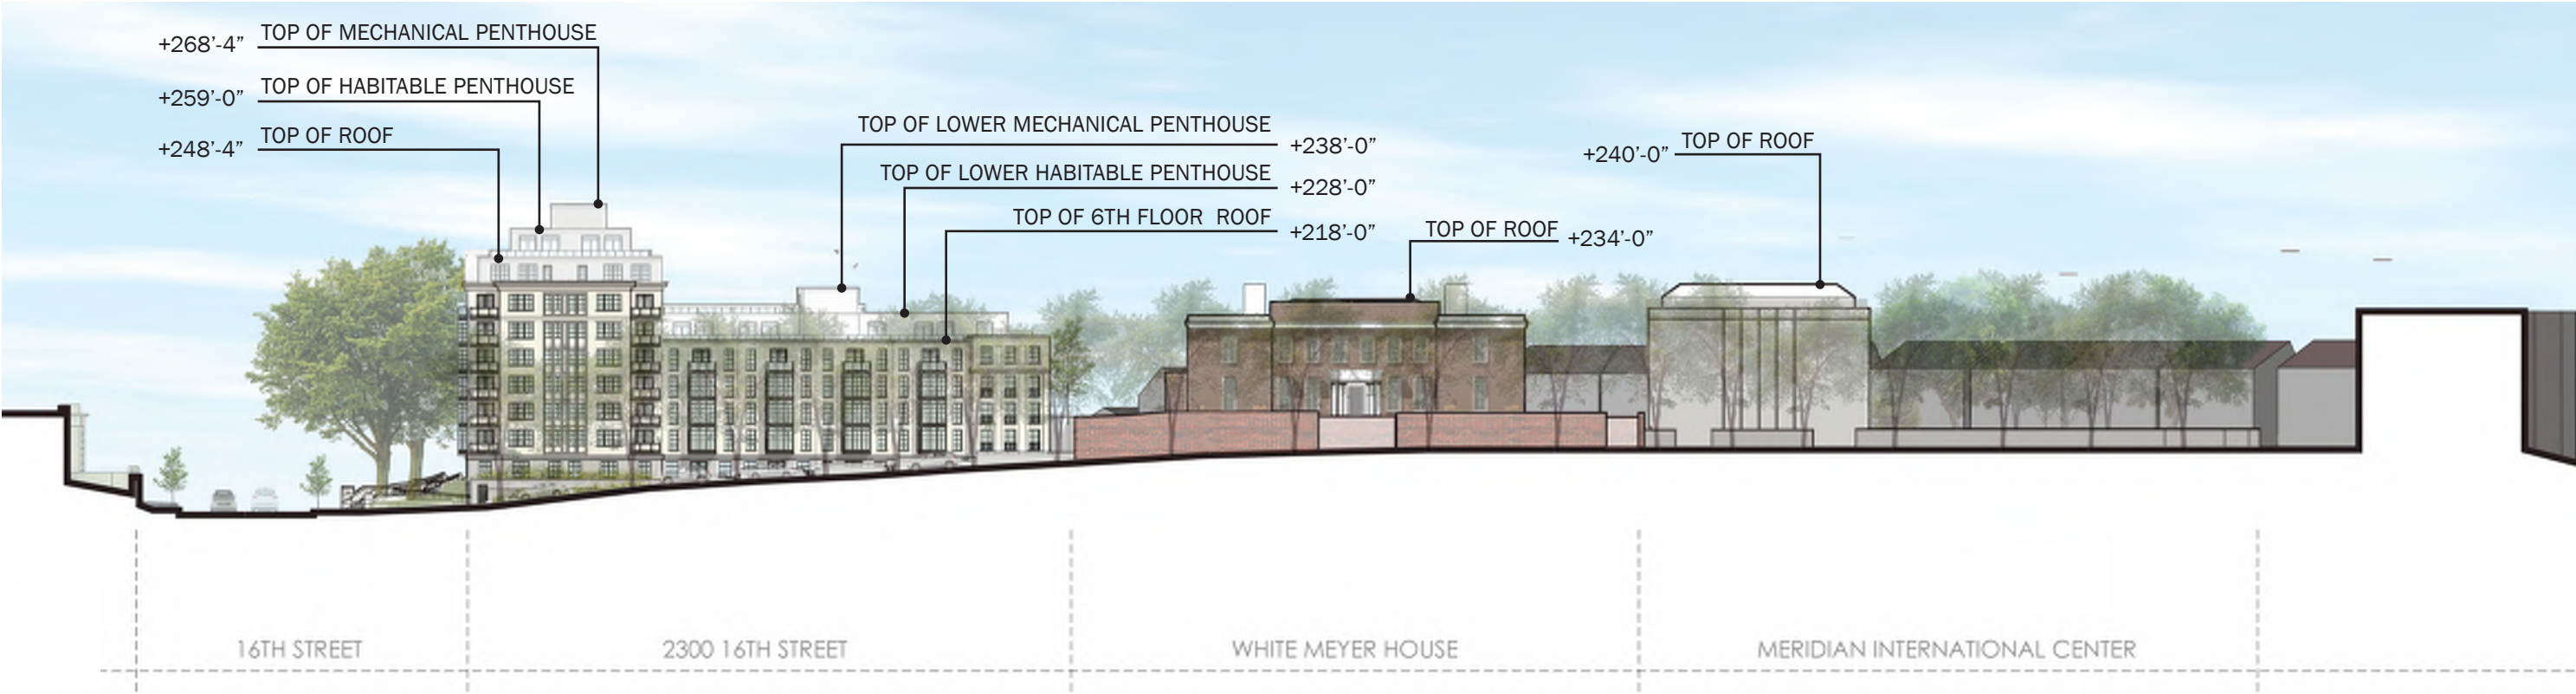 +268’-4” TOP OF MECHANICAL PENTHOUSE
+259’-0” TOP OF HABITABLE PENTHOUSE
+248’-4” TOP OF ROOF
TOP OF LOWER MECHANICAL PENTHOUSE +238’-0”
TOP OF LOWER HABITABLE PENTHOUSE +228’-0”
TOP OF 6TH FLOOR ROOF +218’-0”
TOP OF ROOF +234’-0”
+240’-0” TOP OF ROOF
16TH STREET
2300 16TH STREET
WHITE MEYER HOUSE
MERIDIAN INTERNATIONAL CENTER